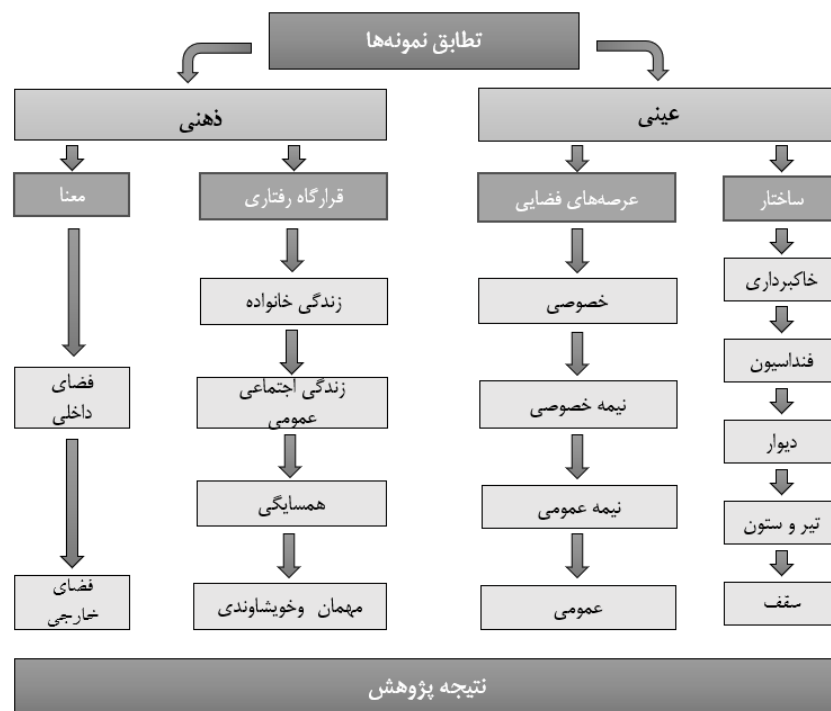 تطابق نمونه‌ها
عینی
ذهنی
ساختار
عرصه‌های فضایی
قرارگاه رفتاری
معنا
خاکبرداری
فنداسیون
دیوار
تیر و ستون
سقف
خصوصی
نیمه خصوصی
نیمه عمومی
عمومی
زندگی خانواده
زندگی اجتماعی
عمومی
همسایگی
مهمان وخویشاوندی
فضای
داخلی
فضای
خارجی
نتیجه پژوهش